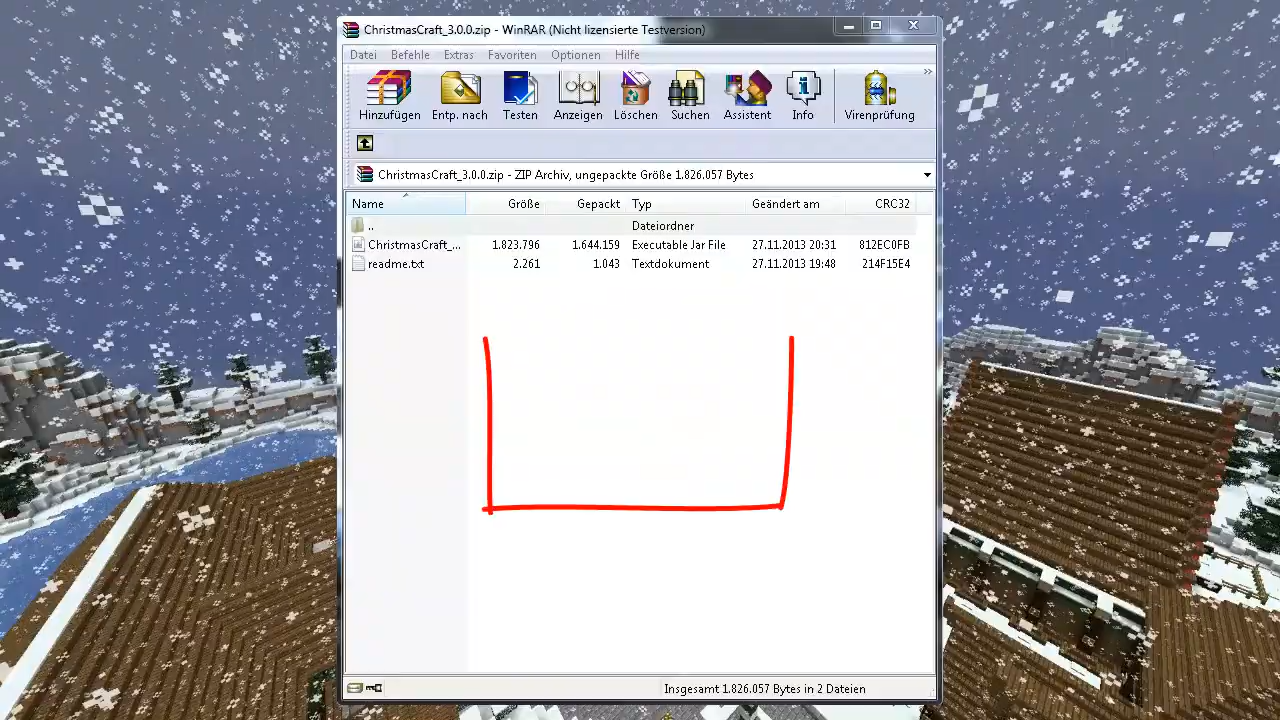 ChristmasCraft_3.0.0.zip - WinRAR (Nicht lizensierte Testversion)
Datei Befehle Extras Favoriten Optionen Hilfe
Hinzufügen Entp. nach Testen Anzeigen Löschen Suchen Assistent Info Virenprüfung
ChristmasCraft_3.0.0.zip - ZIP Archiv, ungepackte Größe 1.826.057 Bytes
Name Größe Gepackt Typ Geändert am CRC32
.. Dateiordner
ChristmasCraft_... 1.823.796 1.644.159 Executable Jar File 27.11.2013 20:31 812EC0FB
readme.txt 2.261 1.043 Textdokument 27.11.2013 19:48 214F15E4
Insgesamt 1.826.057 Bytes in 2 Dateien